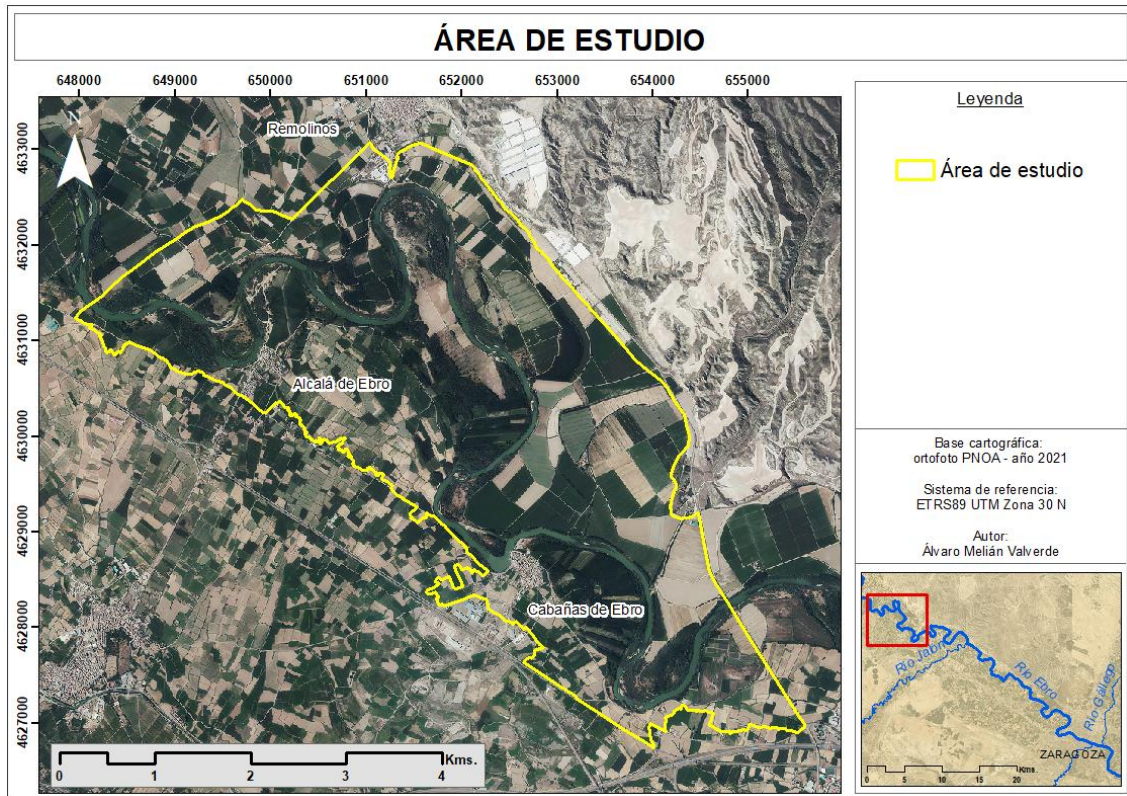 ÁREA DE ESTUDIO
648000 649000 650000 651000 652000 653000 654000 655000
4633000
4632000
4631000
4630000
4629000
4628000
4627000
N
Remolinos
Alcalá de Ebro
Cabañas de Ebro
0 1 2 3 4 Kms.
Leyenda
Área de estudio
Base cartográfica:
ortofoto PNOA - año 2021
Sistema de referencia:
ETRS89 UTM Zona 30 N
Autor:
Álvaro Melián Valverde
Río Jalón
Río Ebro
Río Gállego
ZARAGOZA
0 5 10 20 Kms.